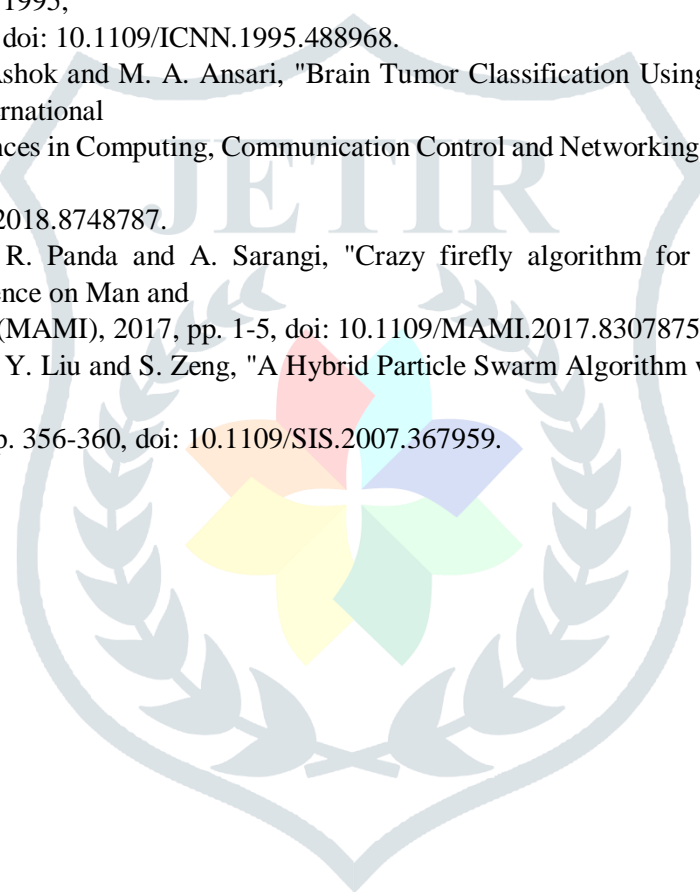 1995,
doi: 10.1109/ICNN.1995.488968.
Ashok and M. A. Ansari, "Brain Tumor Classification Using
rnational
nces in Computing, Communication Control and Networking
2018.8748787.
R. Panda and A. Sarangi, "Crazy firefly algorithm for
ence on Man and
(MAMI), 2017, pp. 1-5, doi: 10.1109/MAMI.2017.8307875
Y. Liu and S. Zeng, "A Hybrid Particle Swarm Algorithm
p. 356-360, doi: 10.1109/SIS.2007.367959.
JETIR